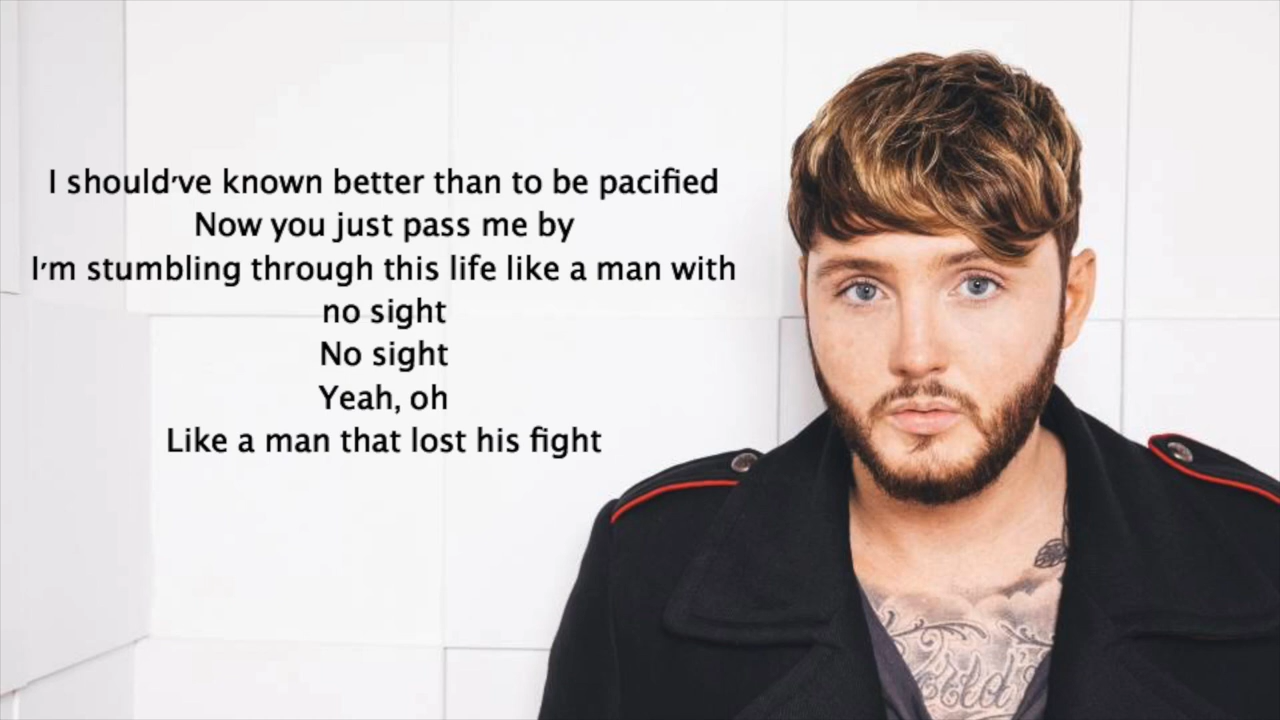 I should've known better than to be pacified
Now you just pass me by
I'm stumbling through this life like a man with
no sight
No sight
Yeah, oh
Like a man that lost his fight